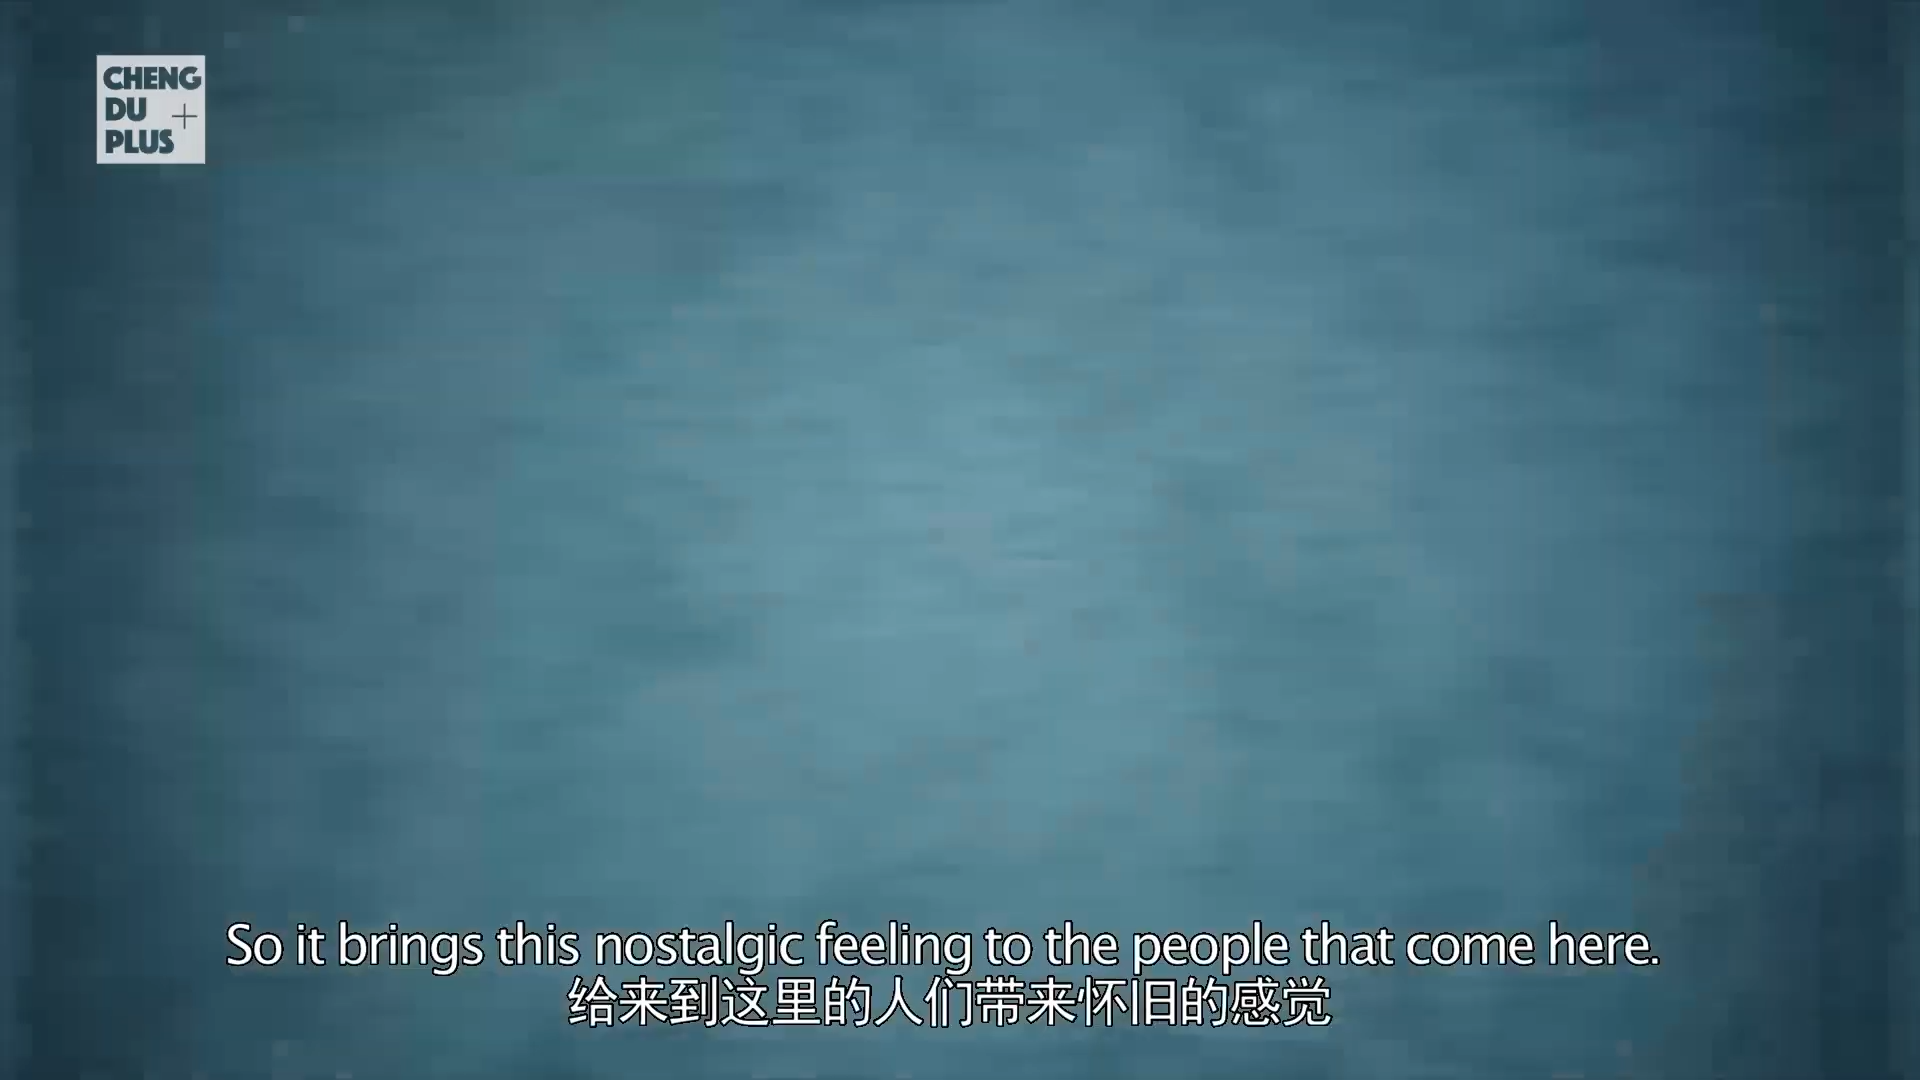 CHENG
DU
PLUS
So it brings this nostalgic feeling to the people that come here.
给来到这里的人们带来怀旧的感觉